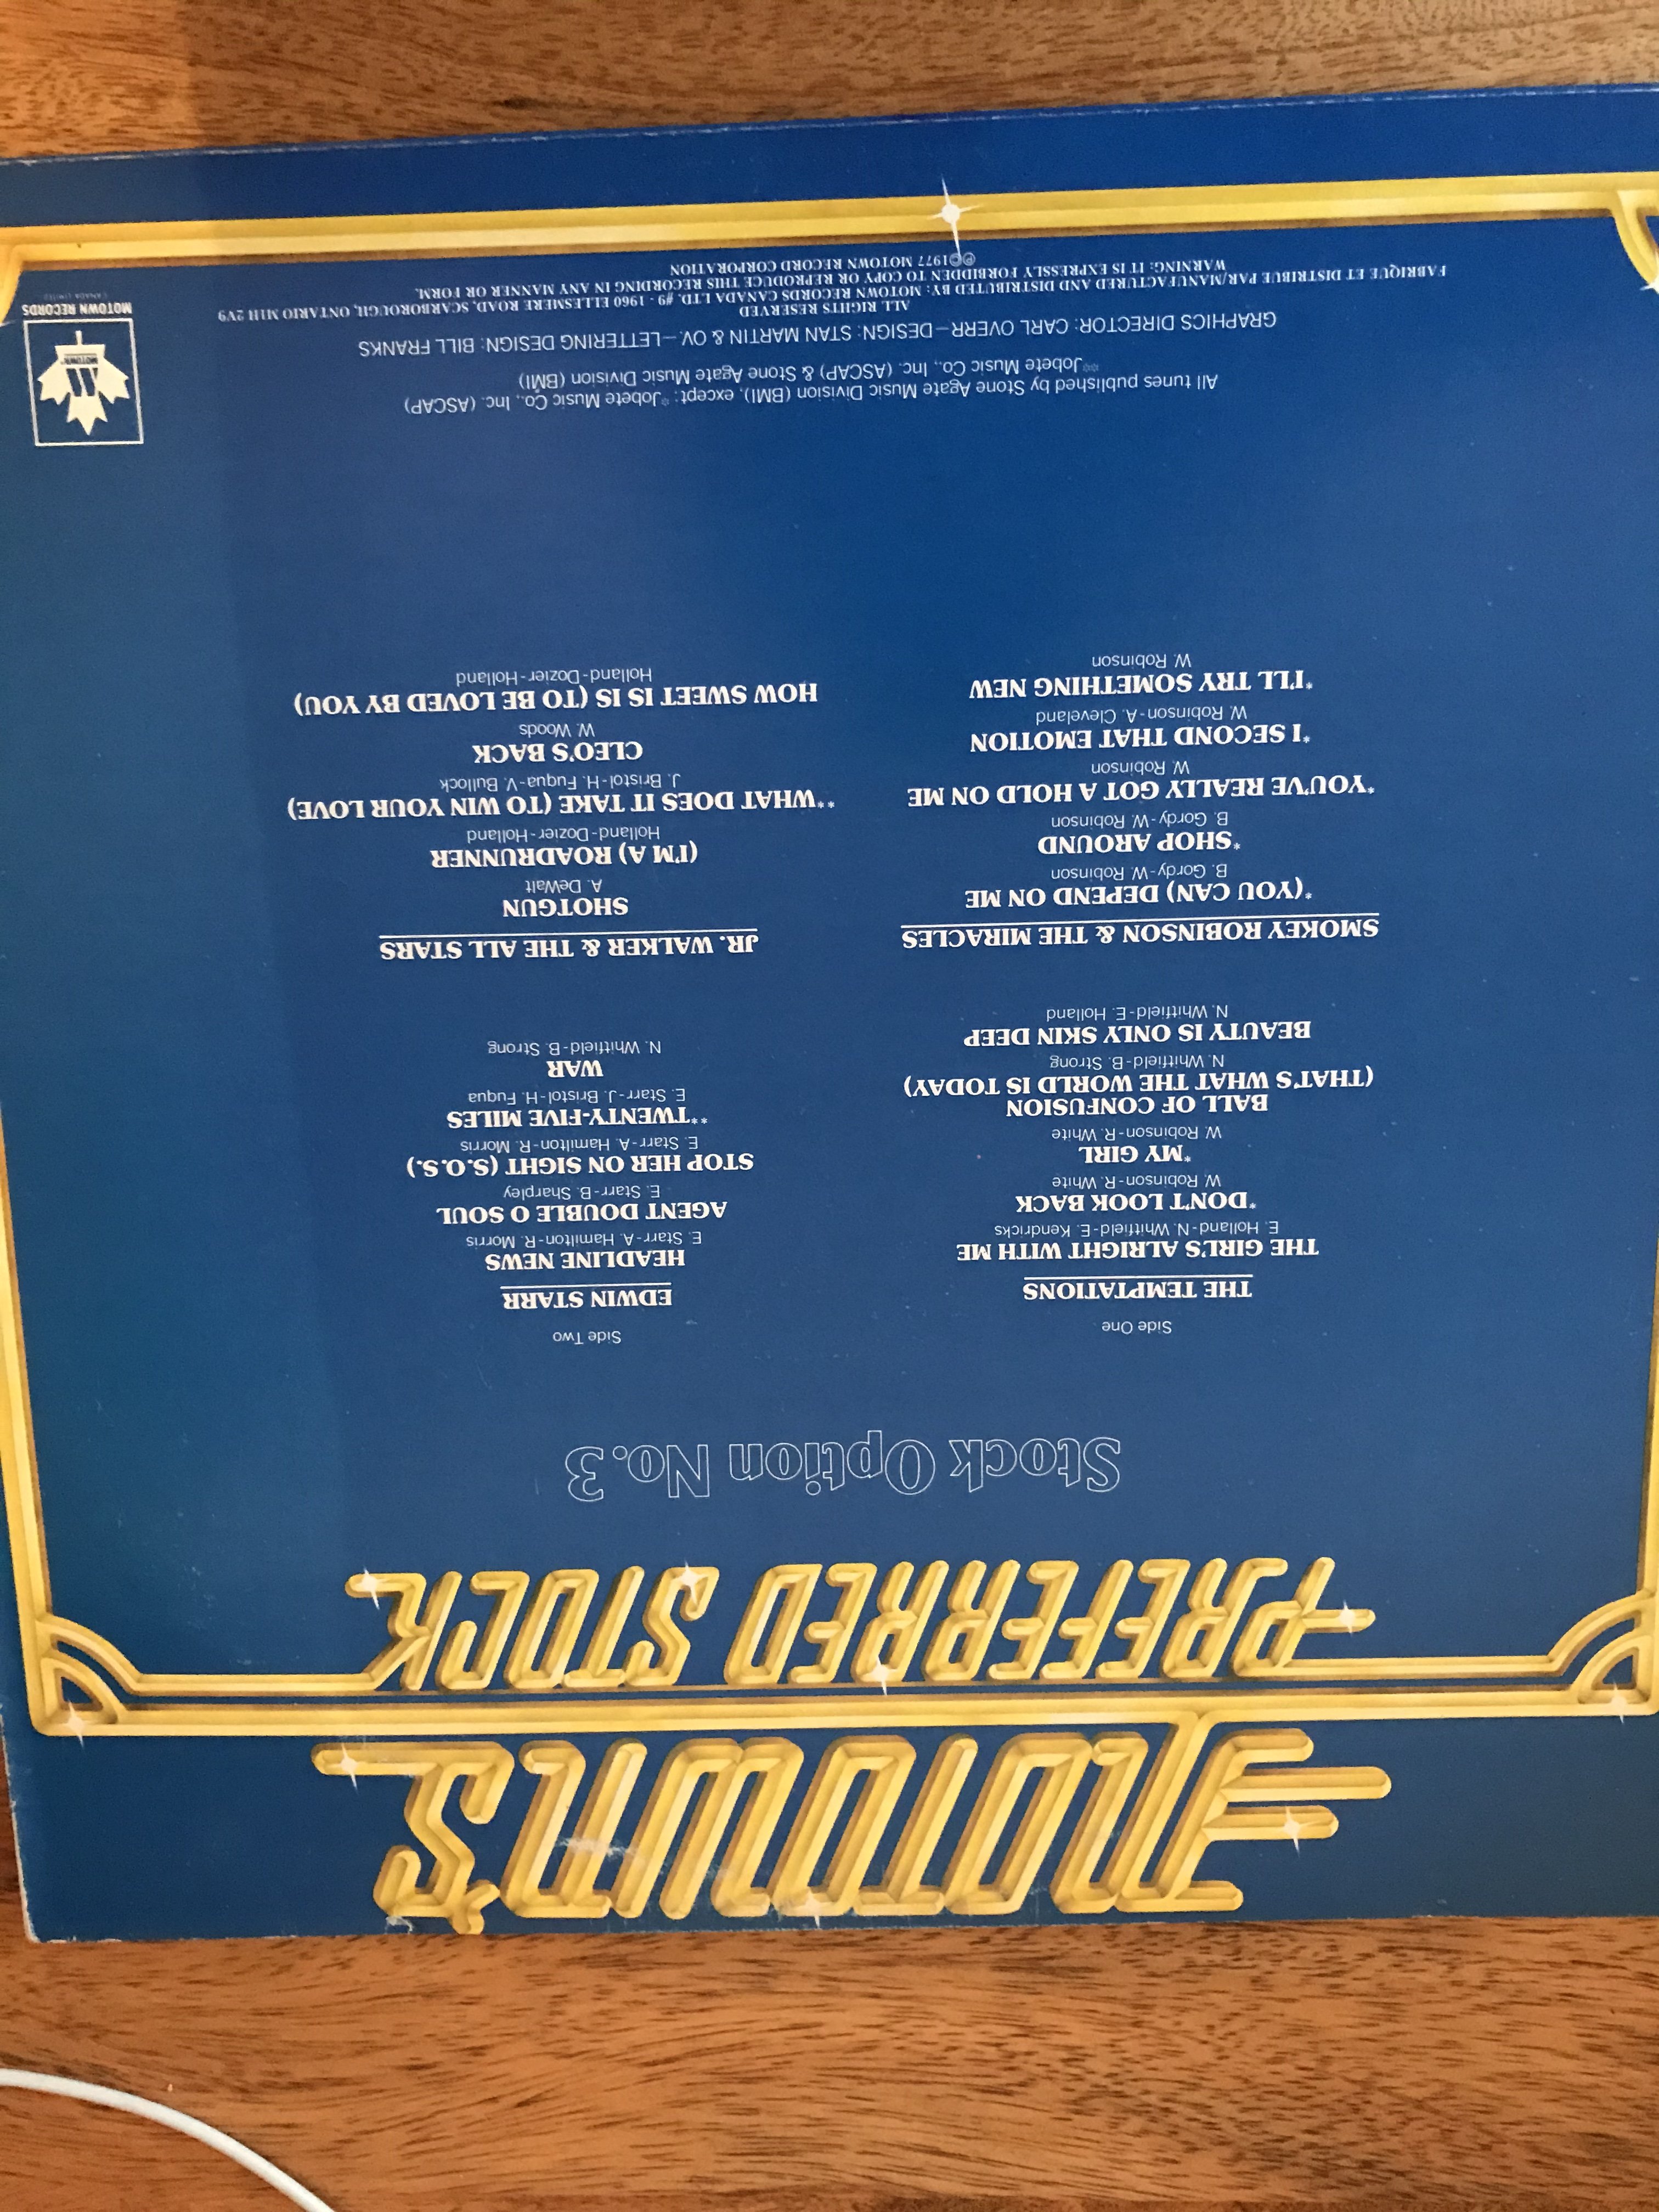 MOTOWN'S
PREFERRED STOCK
Stock Option No.3
Side One
THE TEMPTATIONS
THE GIRL'S ALRIGHT WITH ME
E. Holland-N. Whitfield-E. Kendricks
*DON'T LOOK BACK
W. Robinson-R. White
*MY GIRL
W. Robinson-R. White
BALL OF CONFUSION
(THAT'S WHAT THE WORLD IS TODAY)
N. Whitfield-B. Strong
BEAUTY IS ONLY SKIN DEEP
N. Whitfield-E. Holland
SMOKEY ROBINSON & THE MIRACLES
*(YOU CAN) DEPEND ON ME
B. Gordy-W. Robinson
*SHOP AROUND
B. Gordy-W. Robinson
*YOU'VE REALLY GOT A HOLD ON ME
W. Robinson
*I SECOND THAT EMOTION
W. Robinson-A. Cleveland
*I'LL TRY SOMETHING NEW
W. Robinson
Side Two
EDWIN STARR
HEADLINE NEWS
E. Starr-A. Hamilton-R. Morris
AGENT DOUBLE O SOUL
E. Starr-B. Sharpley
STOP HER ON SIGHT (S.O.S.)
E. Starr-A. Hamilton-R. Morris
**TWENTY-FIVE MILES
E. Starr-J. Bristol-H. Fuqua
WAR
N. Whitfield-B. Strong
JR. WALKER & THE ALL STARS
SHOTGUN
A. DeWalt
(I'M A) ROADRUNNER
Holland-Dozier-Holland
**WHAT DOES IT TAKE (TO WIN YOUR LOVE)
J. Bristol-H. Fuqua-V. Bullock
CLEO'S BACK
W. Woods
HOW SWEET IS IS (TO BE LOVED BY YOU)
Holland-Dozier-Holland
All tunes published by Stone Agate Music Division (BMI), except: *Jobete Music Co., Inc. (ASCAP)
**Jobete Music Co., Inc. (ASCAP) & Stone Agate Music Division (BMI)
GRAPHICS DIRECTOR: CARL OVERR—DESIGN: STAN MARTIN & OV.—LETTERING DESIGN: BILL FRANKS
ALL RIGHTS RESERVED
FABRIQUE ET DISTRIBUE PAR/MANUFACTURED AND DISTRIBUTED BY: MOTOWN RECORDS CANADA LTD. #9 - 1960 ELLESMERE ROAD, SCARBOROUGH, ONTARIO M1H 2V9
WARNING: IT IS EXPRESSLY FORBIDDEN TO COPY OR REPRODUCE THIS RECORDING IN ANY MANNER OR FORM.
℗©1977 MOTOWN RECORD CORPORATION
MOTOWN
MOTOWN RECORDS
CANADA LIMITED